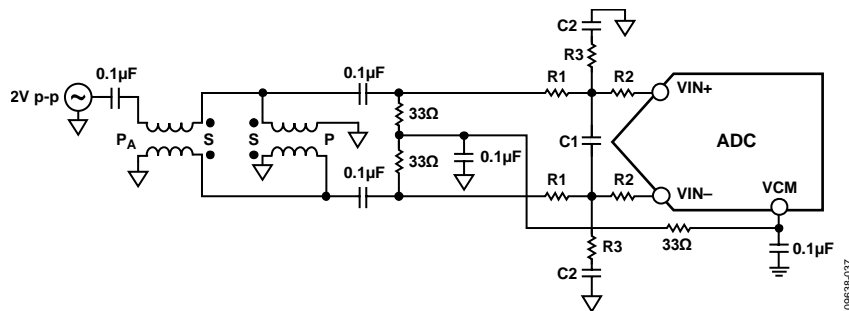 C2
R3
0.1µF
0.1µF
R1
R2
VIN+
2V p-p
33Ω
PA
S
S
P
C1
ADC
33Ω
0.1µF
0.1µF
R1
R2
VIN–
VCM
33Ω
R3
0.1µF
C2
09638-037